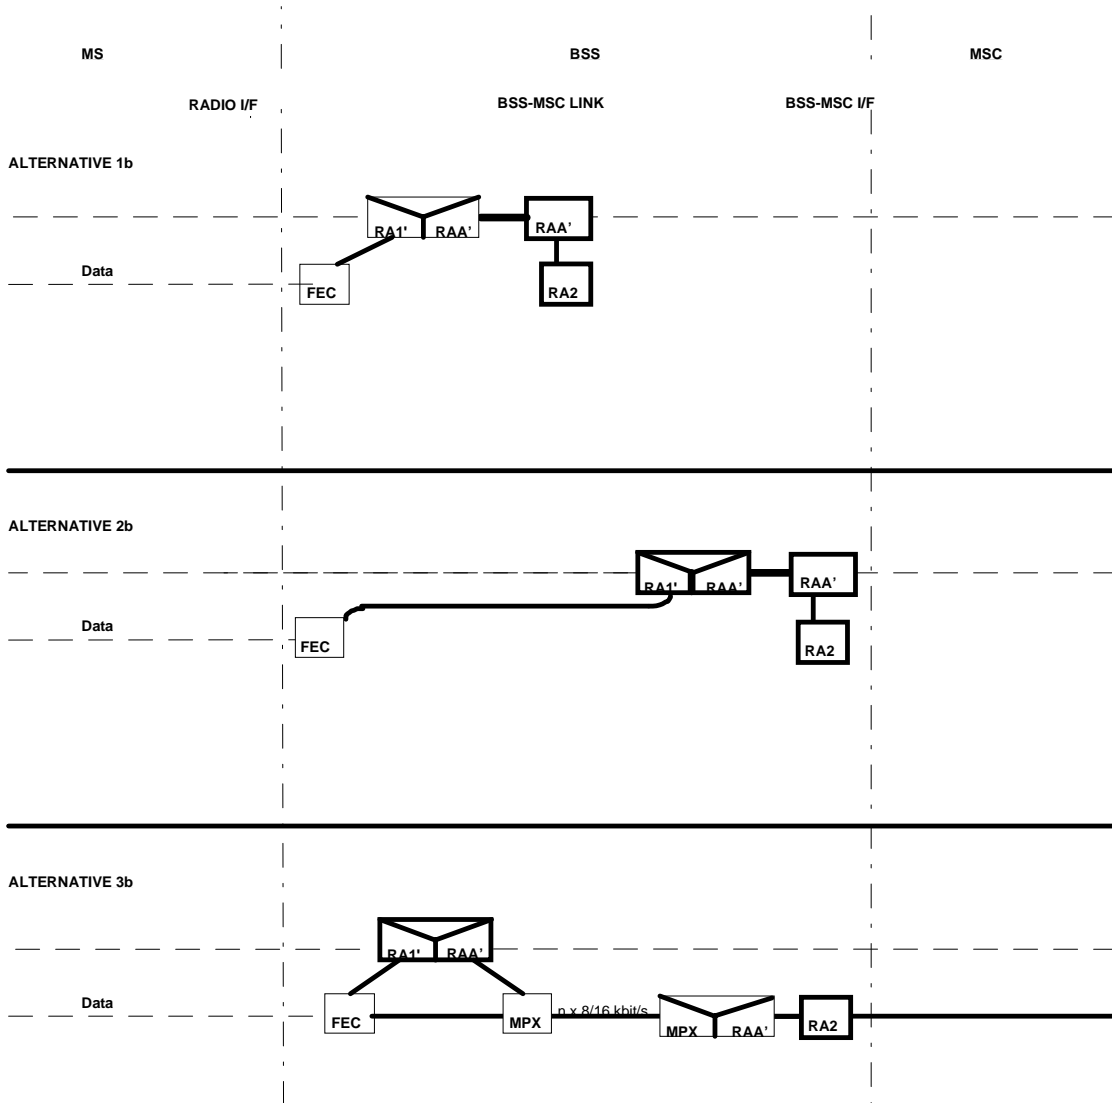 MS BSS MSC
RADIO I/F BSS-MSC LINK BSS-MSC I/F
ALTERNATIVE 1b
RA1' RAA' RAA'
Data
FEC RA2
ALTERNATIVE 2b
RA1' RAA' RAA'
Data
FEC RA2
ALTERNATIVE 3b
RA1' RAA'
Data
n x 8/16 kbit/s
FEC MPX MPX RAA' RA2